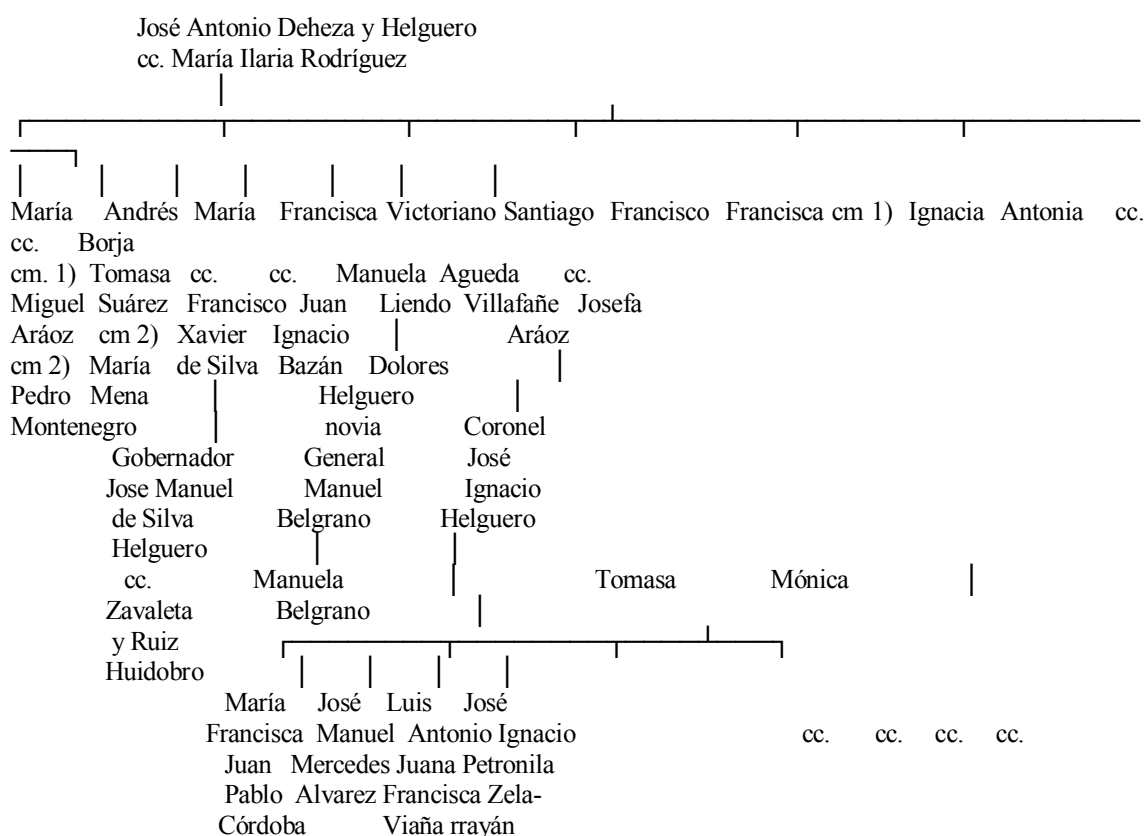 José Antonio Deheza y Helguero
cc. María Ilaria Rodríguez
María Andrés María Francisca Victoriano Santiago Francisco Francisca cm 1) Ignacia Antonia cc.
cc. Borja
cm. 1) Tomasa cc. cc. Manuela Agueda cc.
Miguel Suárez Francisco Juan Liendo Villafañe Josefa
Aráoz cm 2) Xavier Ignacio Aráoz
cm 2) María de Silva Bazán Dolores
Pedro Mena Helguero
Montenegro novia Coronel
Gobernador General José
Jose Manuel Manuel Ignacio
de Silva Belgrano Helguero
Helguero
cc. Manuela Tomasa Mónica
Zavaleta Belgrano
y Ruiz
Huidobro
María José Luis José
Francisca Manuel Antonio Ignacio cc. cc. cc. cc.
Juan Mercedes Juana Petronila
Pablo Alvarez Francisca Zela-
Córdoba Viaña rrayán